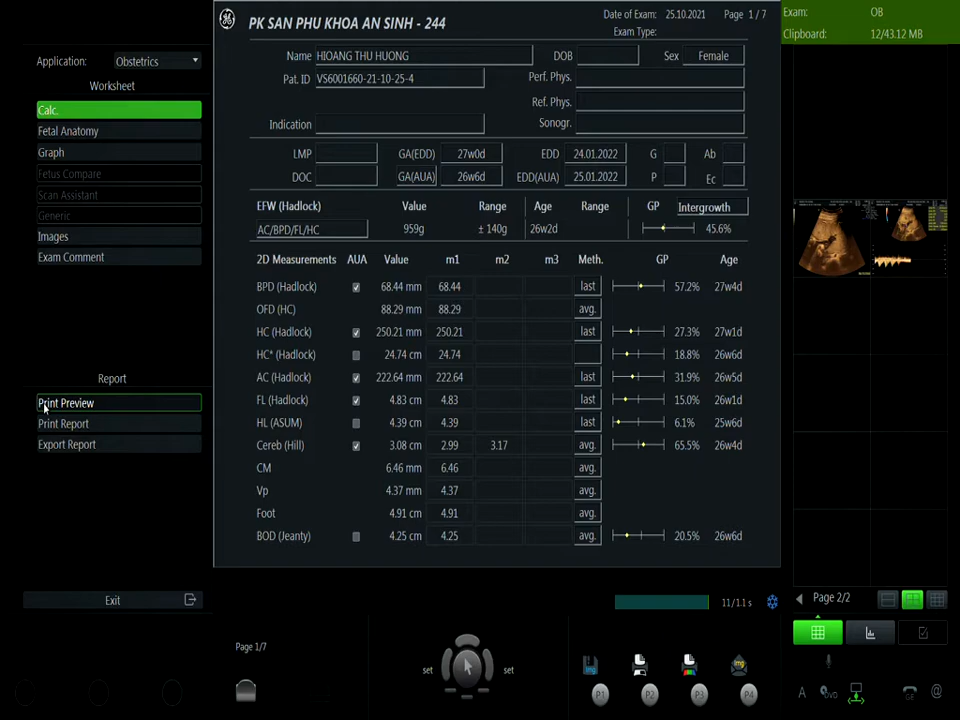 PK SAN PHU KHOA AN SINH - 244
Date of Exam: 25.10.2021 Page 1 / 7
Exam Type:
Exam: OB
Clipboard: 12/43.12 MB
Application: Obstetrics
Worksheet
Calc.
Fetal Anatomy
Graph
Fetus Compare
Scan Assistant
Generic
Images
Exam Comment
Report
Print Preview
Print Report
Export Report
Exit
Name HIOANG THU HUONG DOB Sex Female
Pat. ID VS6001660-21-10-25-4 Perf. Phys.
Ref. Phys.
Indication Sonogr.
LMP GA(EDD) 27w0d EDD 24.01.2022 G Ab
DOC GA(AUA) 26w6d EDD(AUA) 25.01.2022 P Ec
EFW (Hadlock) Value Range Age Range GP Intergrowth
AC/BPD/FL/HC 959g ± 140g 26w2d 45.6%
2D Measurements AUA Value m1 m2 m3 Meth. GP Age
BPD (Hadlock) 68.44 mm 68.44 last 57.2% 27w4d
OFD (HC) 88.29 mm 88.29 avg.
HC (Hadlock) 250.21 mm 250.21 last 27.3% 27w1d
HC* (Hadlock) 24.74 cm 24.74 18.8% 26w6d
AC (Hadlock) 222.64 mm 222.64 last 31.9% 26w5d
FL (Hadlock) 4.83 cm 4.83 last 15.0% 26w1d
HL (ASUM) 4.39 cm 4.39 last 6.1% 25w6d
Cereb (Hill) 3.08 cm 2.99 3.17 avg. 65.5% 26w4d
CM 6.46 mm 6.46 avg.
Vp 4.37 mm 4.37 avg.
Foot 4.91 cm 4.91 avg.
BOD (Jeanty) 4.25 cm 4.25 avg. 20.5% 26w6d
11/1.1 s
Page 2/2
Page 1/7
set set
img
P1 P2 P3 P4
A DVD @